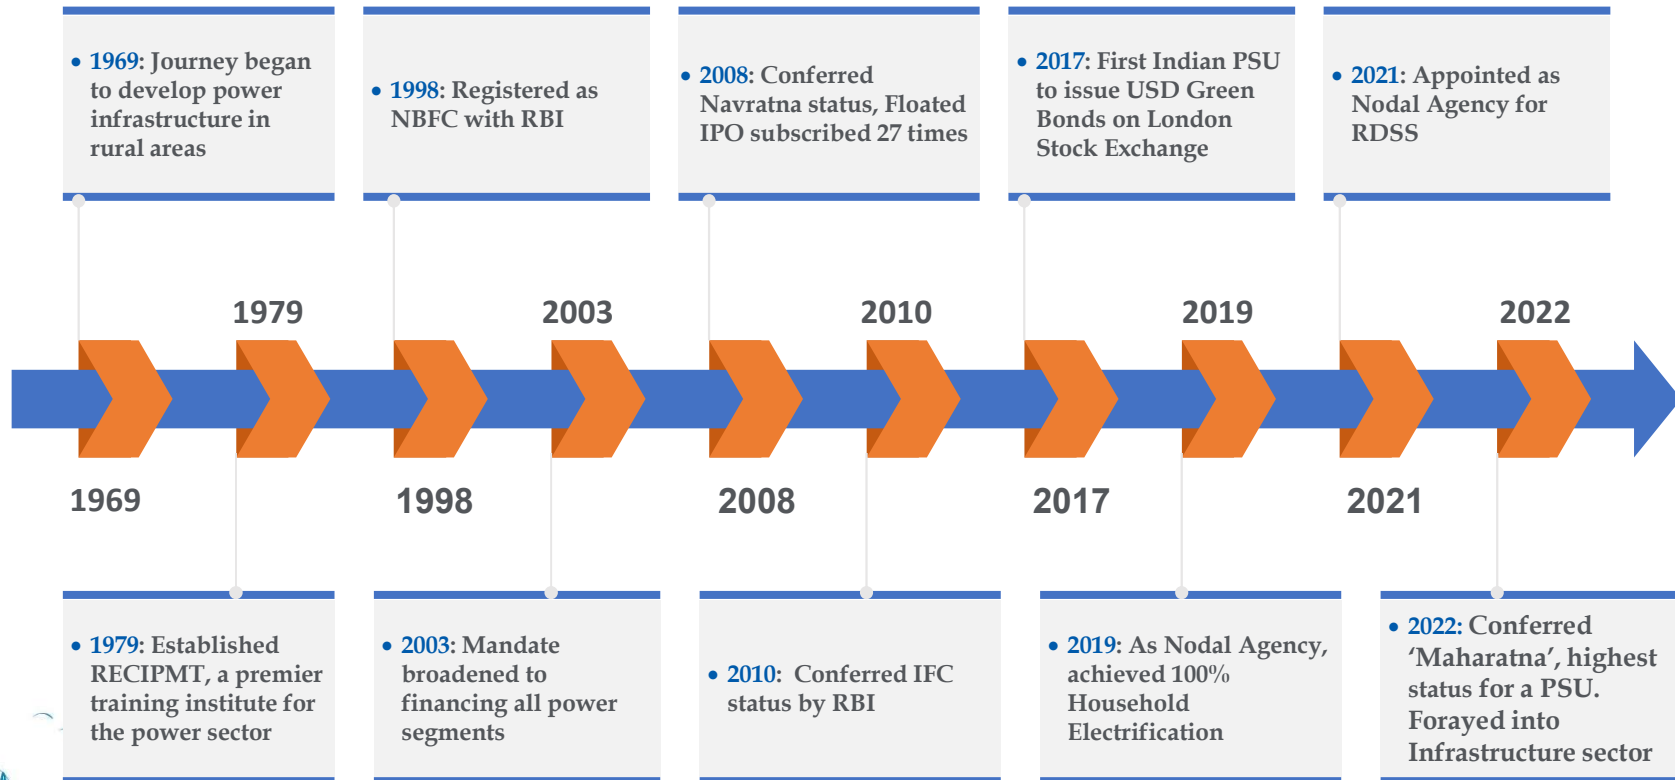 • 1969: Journey began
to develop power
infrastructure in
rural areas
• 1998: Registered as
NBFC with RBI
• 2008: Conferred
Navratna status, Floated
IPO subscribed 27 times
• 2017: First Indian PSU
to issue USD Green
Bonds on London
Stock Exchange
• 2021: Appointed as
Nodal Agency for
RDSS
1979
2003
2010
2019
2022
1969
1998
2008
2017
2021
• 1979: Established
RECIPMT, a premier
training institute for
the power sector
• 2003: Mandate
broadened to
financing all power
segments
• 2010: Conferred IFC
status by RBI
• 2019: As Nodal Agency,
achieved 100%
Household
Electrification
• 2022: Conferred
‘Maharatna’, highest
status for a PSU.
Forayed into
Infrastructure sector